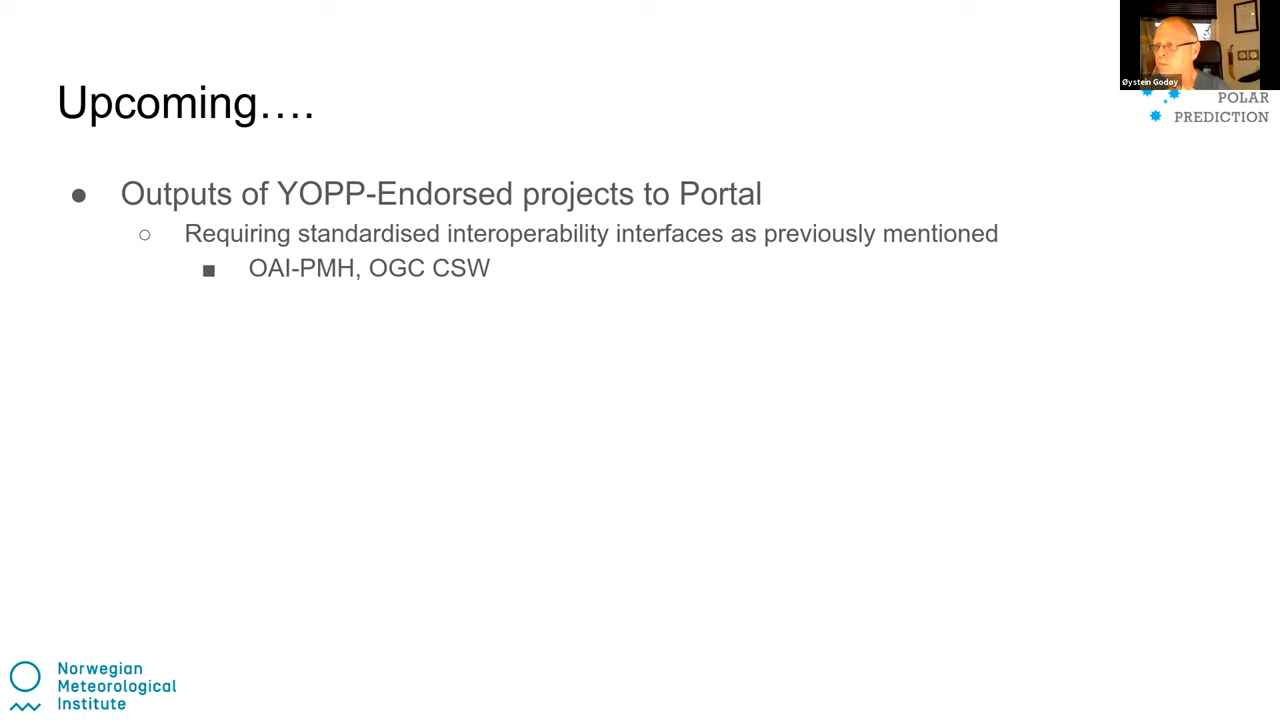 Øystein Godøy
POLAR
PREDICTION
Upcoming….
● Outputs of YOPP-Endorsed projects to Portal
○ Requiring standardised interoperability interfaces as previously mentioned
■ OAI-PMH, OGC CSW
Norwegian
Meteorological
Institute